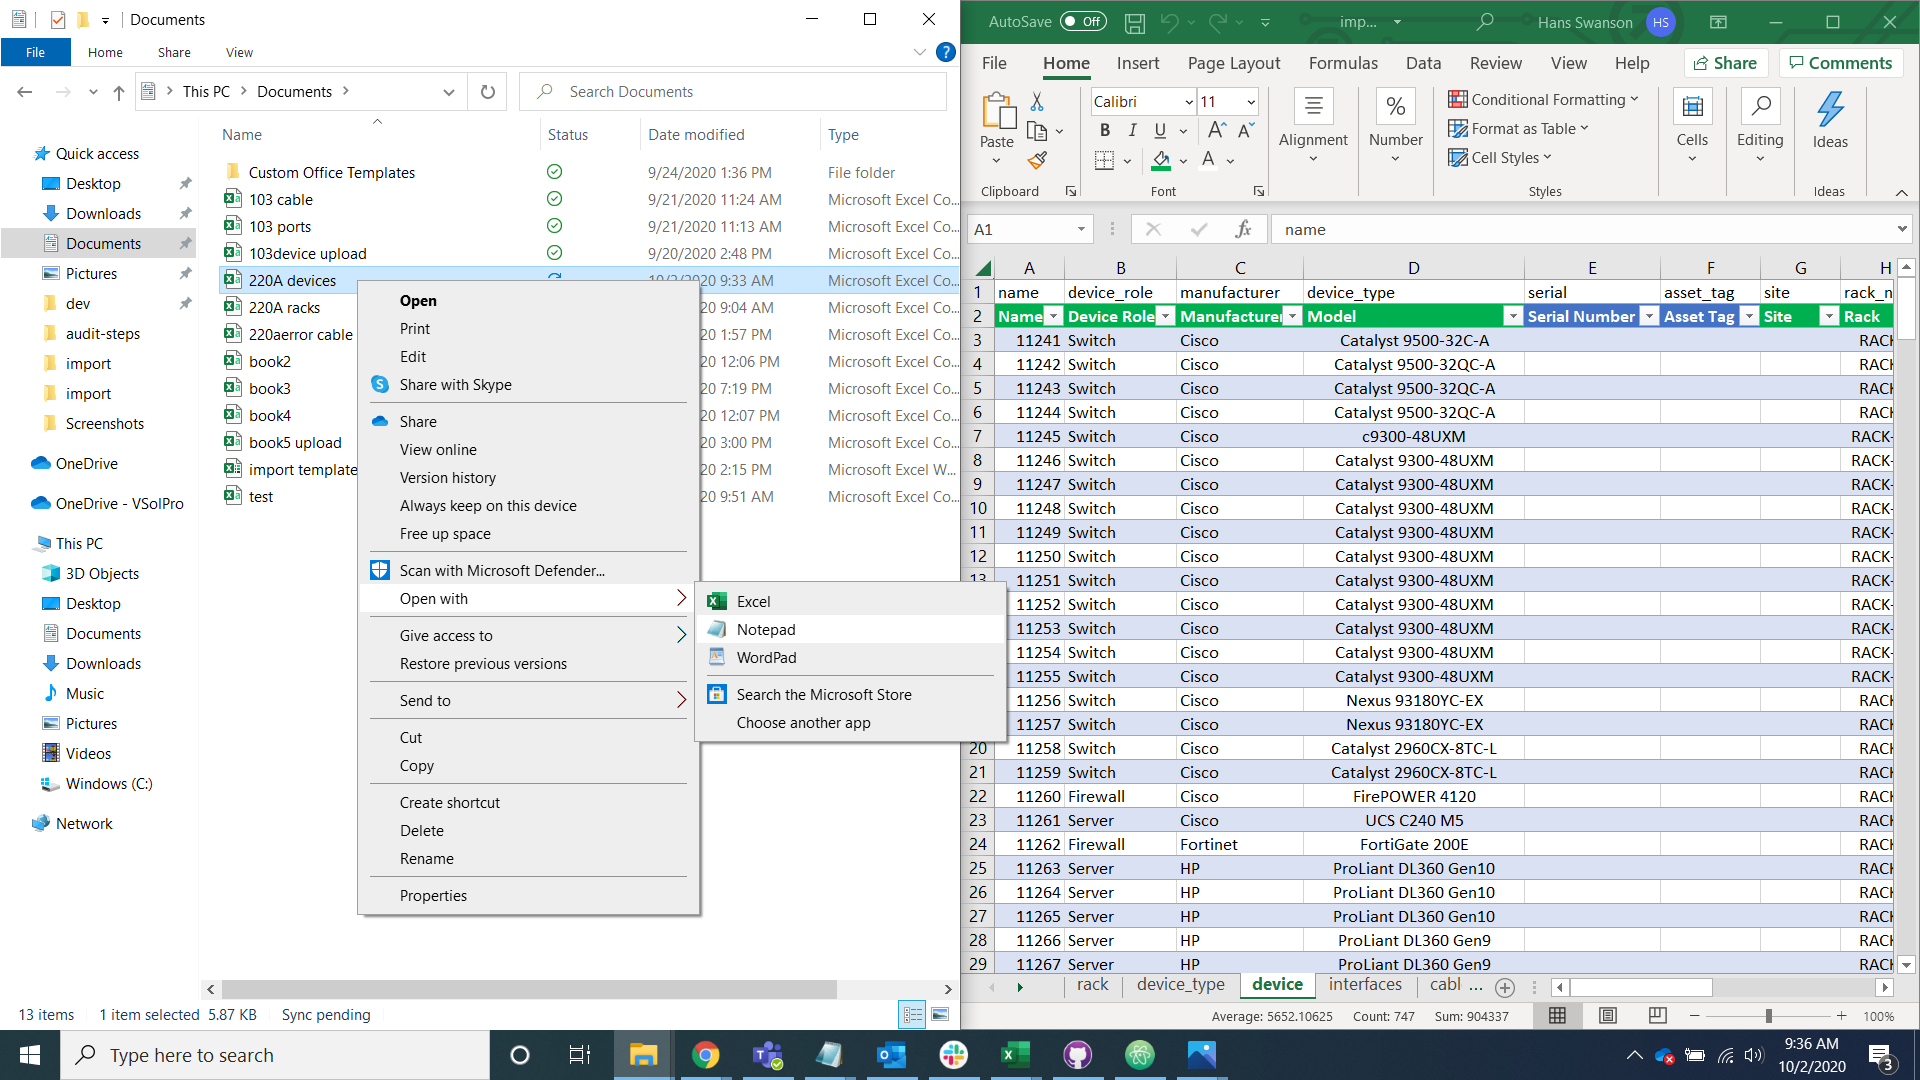 Documents
File Home Share View
This PC Documents
Search Documents
Name Status Date modified Type
Quick access
Desktop
Downloads
Documents
Pictures
dev
audit-steps
import
import
Screenshots
OneDrive
OneDrive - VSolPro
This PC
3D Objects
Desktop
Documents
Downloads
Music
Pictures
Videos
Windows (C:)
Network
Custom Office Templates 9/24/2020 1:36 PM File folder
103 cable 9/21/2020 11:24 AM Microsoft Excel Co...
103 ports 9/21/2020 11:13 AM Microsoft Excel Co...
103device upload 9/20/2020 2:48 PM Microsoft Excel Co...
220A devices 10/2/2020 9:33 AM Microsoft Excel Co...
220A racks 20 9:04 AM Microsoft Excel Co...
220aerror cable 20 1:57 PM Microsoft Excel Co...
book2 20 12:06 PM Microsoft Excel Co...
book3 20 7:19 PM Microsoft Excel Co...
book4 20 12:07 PM Microsoft Excel Co...
book5 upload 20 3:00 PM Microsoft Excel Co...
import template 20 2:15 PM Microsoft Excel W...
test 20 9:51 AM Microsoft Excel Co...
Open
Print
Edit
Share with Skype
Share
View online
Version history
Always keep on this device
Free up space
Scan with Microsoft Defender...
Open with
Give access to
Restore previous versions
Send to
Cut
Copy
Create shortcut
Delete
Rename
Properties
Excel
Notepad
WordPad
Search the Microsoft Store
Choose another app
13 items 1 item selected 5.87 KB Sync pending
AutoSave Off imp... Hans Swanson HS
File Home Insert Page Layout Formulas Data Review View Help Share Comments
Paste
Clipboard
Calibri 11
B I U
Font
Alignment
%
Number
Conditional Formatting
Format as Table
Cell Styles
Styles
Cells
Editing
Ideas
Ideas
A1 fx name
A B C D E F G H
1 name device_role manufacturer device_type serial asset_tag site rack_n
2 Name Device Role Manufacturer Model Serial Number Asset Tag Site Rack
3 11241 Switch Cisco Catalyst 9500-32C-A RACK
4 11242 Switch Cisco Catalyst 9500-32QC-A RACK
5 11243 Switch Cisco Catalyst 9500-32QC-A RACK
6 11244 Switch Cisco Catalyst 9500-32QC-A RACK
7 11245 Switch Cisco c9300-48UXM RACK-
8 11246 Switch Cisco Catalyst 9300-48UXM RACK-
9 11247 Switch Cisco Catalyst 9300-48UXM RACK-
10 11248 Switch Cisco Catalyst 9300-48UXM RACK-
11 11249 Switch Cisco Catalyst 9300-48UXM RACK-
12 11250 Switch Cisco Catalyst 9300-48UXM RACK-
13 11251 Switch Cisco Catalyst 9300-48UXM RACK-
11252 Switch Cisco Catalyst 9300-48UXM RACK-
11253 Switch Cisco Catalyst 9300-48UXM RACK-
11254 Switch Cisco Catalyst 9300-48UXM RACK-
11255 Switch Cisco Catalyst 9300-48UXM RACK-
11256 Switch Cisco Nexus 93180YC-EX RACK
11257 Switch Cisco Nexus 93180YC-EX RACK
20 11258 Switch Cisco Catalyst 2960CX-8TC-L RACK
21 11259 Switch Cisco Catalyst 2960CX-8TC-L RACK
22 11260 Firewall Cisco FirePOWER 4120 RACK
23 11261 Server Cisco UCS C240 M5 RACK
24 11262 Firewall Fortinet FortiGate 200E RACK
25 11263 Server HP ProLiant DL360 Gen10 RACK
26 11264 Server HP ProLiant DL360 Gen10 RACK
27 11265 Server HP ProLiant DL360 Gen10 RACK
28 11266 Server HP ProLiant DL360 Gen9 RACK
29 11267 Server HP ProLiant DL360 Gen9 RACK
rack device_type device interfaces cabl ...
Average: 5652.10625 Count: 747 Sum: 904337 100%
Type here to search
9:36 AM
10/2/2020
3